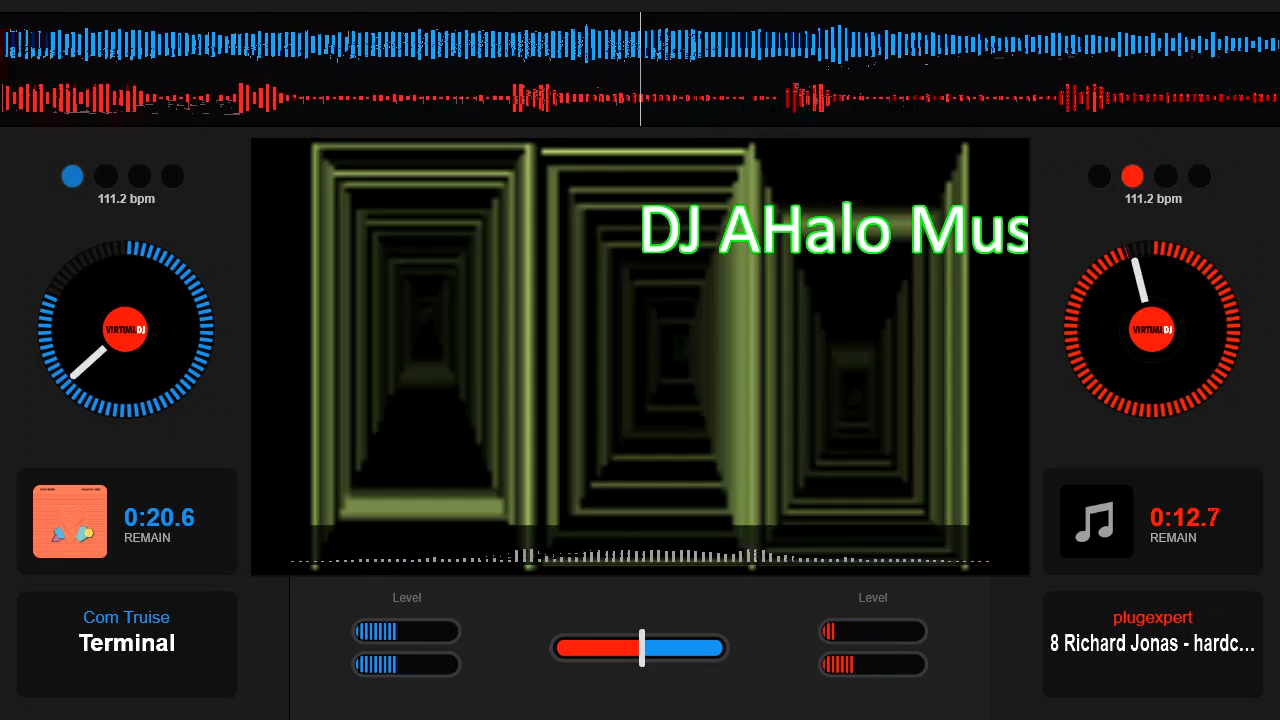 111.2 bpm
111.2 bpm
DJ AHalo Mus
VIRTUALDJ
VIRTUALDJ
0:20.6
REMAIN
0:12.7
REMAIN
Com Truise
Terminal
Level
Level
plugexpert
8 Richard Jonas - hardc...